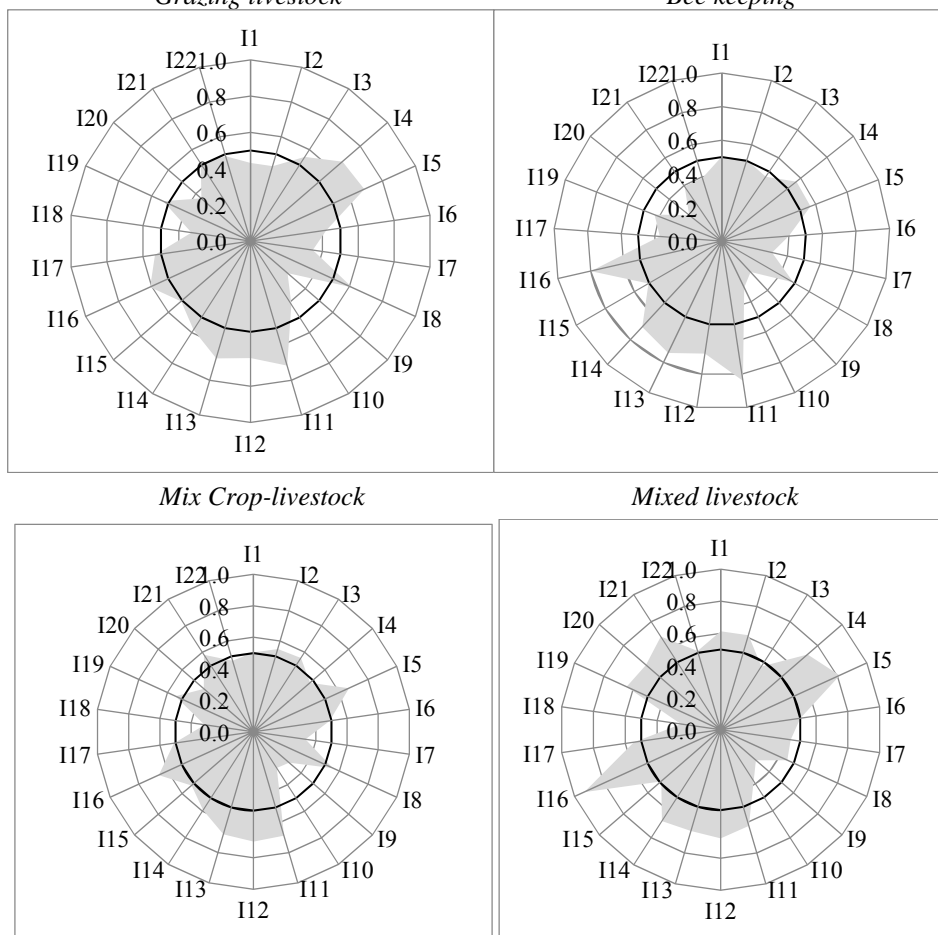 Grazing livestock
I1
I2
I3
I4
I5
I6
I7
I8
I9
I10
I11
I12
I13
I14
I15
I16
I17
I18
I19
I20
I21
I22
1.0
0.8
0.6
0.4
0.2
0.0
Bee keeping
I1
I2
I3
I4
I5
I6
I7
I8
I9
I10
I11
I12
I13
I14
I15
I16
I17
I19
I20
I21
I22
1.0
0.8
0.6
0.4
0.2
0.0
Mix Crop-livestock
I1
I2
I3
I4
I5
I6
I7
I8
I9
I10
I11
I12
I13
I14
I15
I16
I17
I18
I19
I20
I21
I22
1.0
0.8
0.6
0.4
0.2
0.0
Mixed livestock
I1
I2
I3
I4
I5
I6
I7
I8
I9
I10
I11
I12
I13
I14
I15
I16
I17
I18
I19
I20
I21
I22
1.0
0.8
0.6
0.4
0.2
0.0